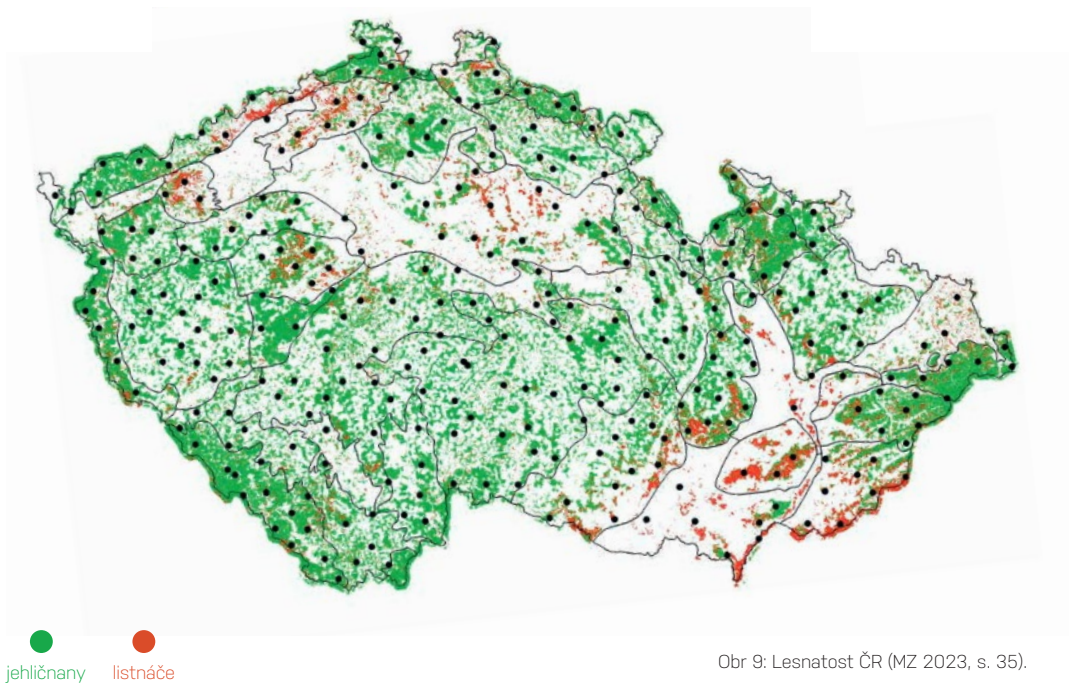 jehličnany listnáče
Obr 9: Lesnatost ČR (MZ 2023, s. 35).